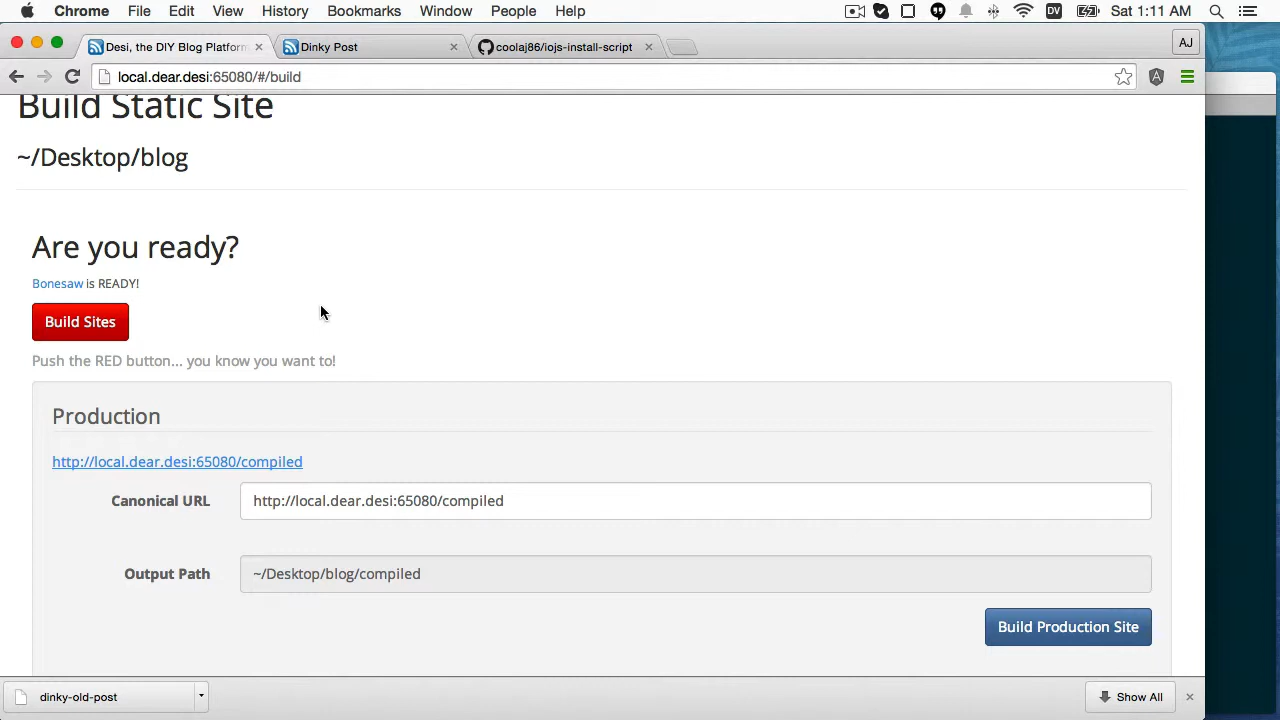 Chrome File Edit View History Bookmarks Window People Help
DV
Sat 1:11 AM
Desi, the DIY Blog Platform
Dinky Post
coolaj86/iojs-install-script
AJ
local.dear.desi:65080/#/build
Build Static Site
~/Desktop/blog
Are you ready?
Bonesaw is READY!
Build Sites
Push the RED button... you know you want to!
Production
http://local.dear.desi:65080/compiled
Canonical URL
http://local.dear.desi:65080/compiled
Output Path
~/Desktop/blog/compiled
Build Production Site
dinky-old-post
Show All